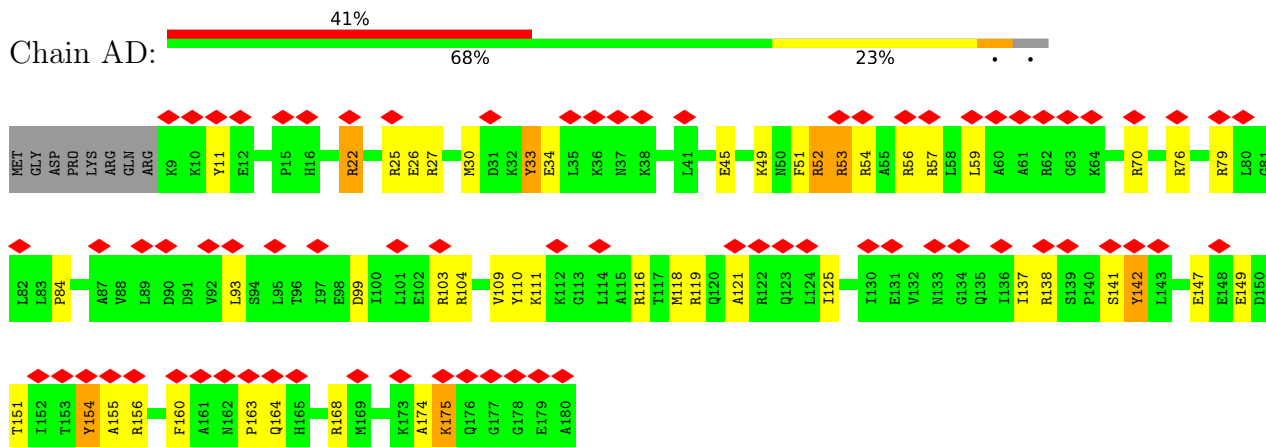 41%
Chain AD:
68% 23% • •
MET GLY ASP PRO LYS ARG GLN ARG K9 K10 Y11 E12 P15 H16 R22 R25 E26 R27 M30 D31 K32 Y33 E34 L35 K36 N37 K38 L41 E45 K49 N50 F51 R52 R53 R54 A55 R56 R57 L58 L59 A60 A61 R62 G63 K64 R70 R76 R79 L80 G81
L82 L83 P84 A87 V88 L89 D90 D91 V92 L93 S94 L95 T96 I97 E98 D99 I100 L101 E102 R103 R104 V109 Y110 K111 K112 G113 L114 A115 R116 T117 M118 R119 Q120 A121 R122 Q123 L124 I125 I130 E131 V132 N133 G134 Q135 I136 I137 R138 S139 P140 S141 Y142 L143 E147 E148 E149 D150
T151 I152 T153 Y154 A155 R156 F160 A161 N162 P163 Q164 H165 R168 M169 K173 A174 K175 Q176 G177 G178 E179 A180